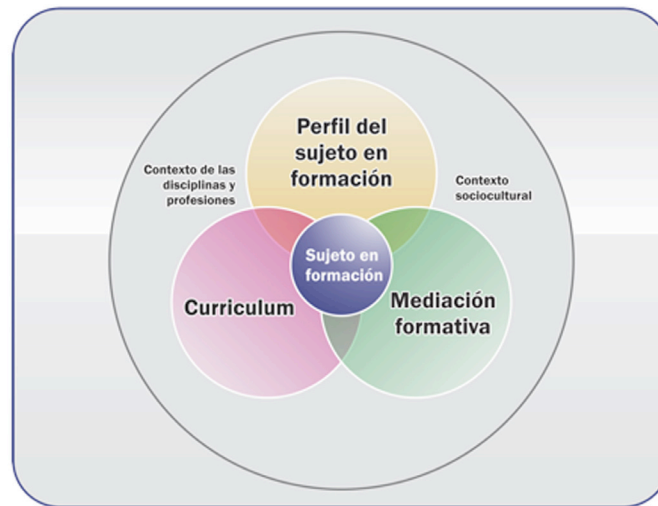 Perfil del
sujeto en
formación
Contexto de las
disciplinas y
profesiones
Contexto
sociocultural
Sujeto en
formación
Curriculum
Mediación
formativa